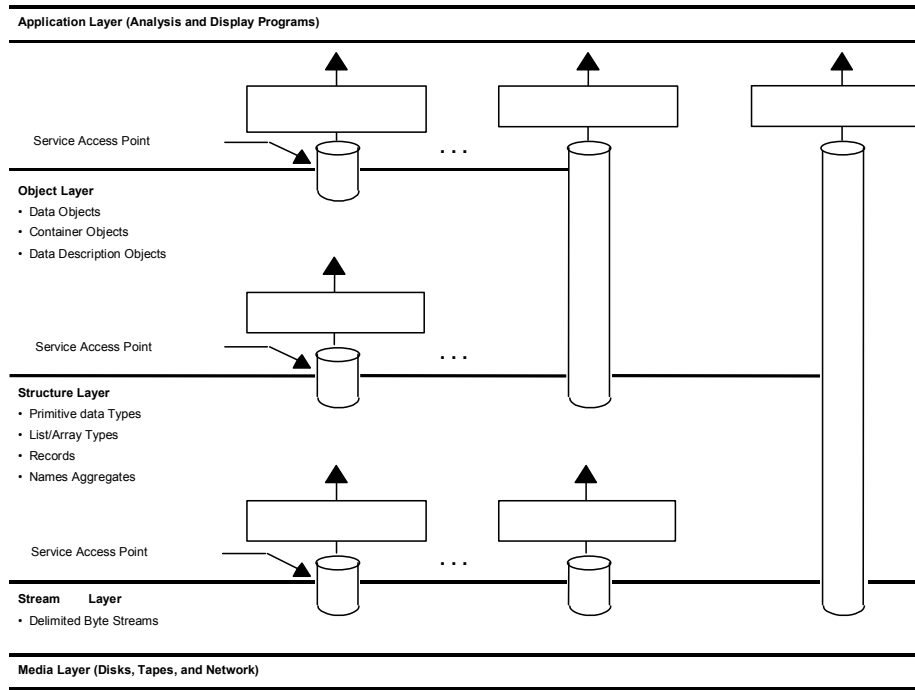 Application Layer (Analysis and Display Programs)
Service Access Point
. . .
Object Layer
• Data Objects
• Container Objects
• Data Description Objects
Service Access Point
. . .
Structure Layer
• Primitive data Types
• List/Array Types
• Records
• Names Aggregates
Service Access Point
. . .
Stream Layer
• Delimited Byte Streams
Media Layer (Disks, Tapes, and Network)